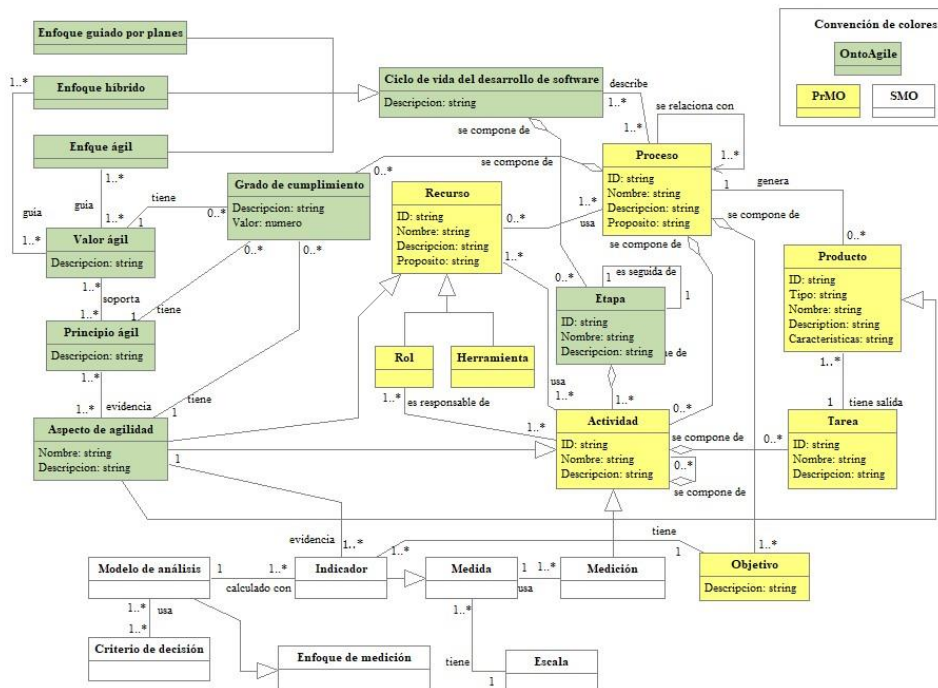 Enfoque guiado por planes
Convención de colores
OntoAgile
PrMO
SMO
1..*
Enfoque híbrido
Ciclo de vida del desarrollo de software
Descripcion: string
describe
1..*
1..*
se relaciona con
1..*
Enfque ágil
1..*
guia
guia
1..*
1..*
se compone de
se compone de
0..*
tiene
1
0..*
Grado de cumplimiento
Descripcion: string
Valor: numero
0..*
0..*
Recurso
ID: string
Nombre: string
Descripcion: string
Proposito: string
0..*
1..*
usa
1..*
Proceso
ID: string
Nombre: string
Descripcion: string
Proposito: string
1
genera
0..*
se compone de
se compone de
Valor ágil
Descripcion: string
1..*
soporta
1..*
tiene
1
Principio ágil
Descripcion: string
1..*
1..*
evidencia
tiene
1
0..*
1
es seguida de
1
Etapa
ID: string
Nombre: string
Descripcion: string
ne de
1..*
Producto
ID: string
Tipo: string
Nombre: string
Description: string
Caracteristicas: string
1..*
1
tiene salida
Rol
Herramienta
1..*
es responsable de
1..*
usa
0..*
Aspecto de agilidad
Nombre: string
Descripcion: string
1
Actividad
ID: string
Nombre: string
Descripcion: string
se compone de
0..*
0..*
se compone de
Tarea
ID: string
Nombre: string
Descripcion: string
evidencia
1..*
1..*
tiene
1
1..*
Modelo de análisis
1
1..*
calculado con
Indicador
Medida
1
1..*
usa
Medición
Objetivo
Descripcion: string
1..*
usa
1..*
Criterio de decisión
Enfoque de medición
1..*
tiene
1
Escala